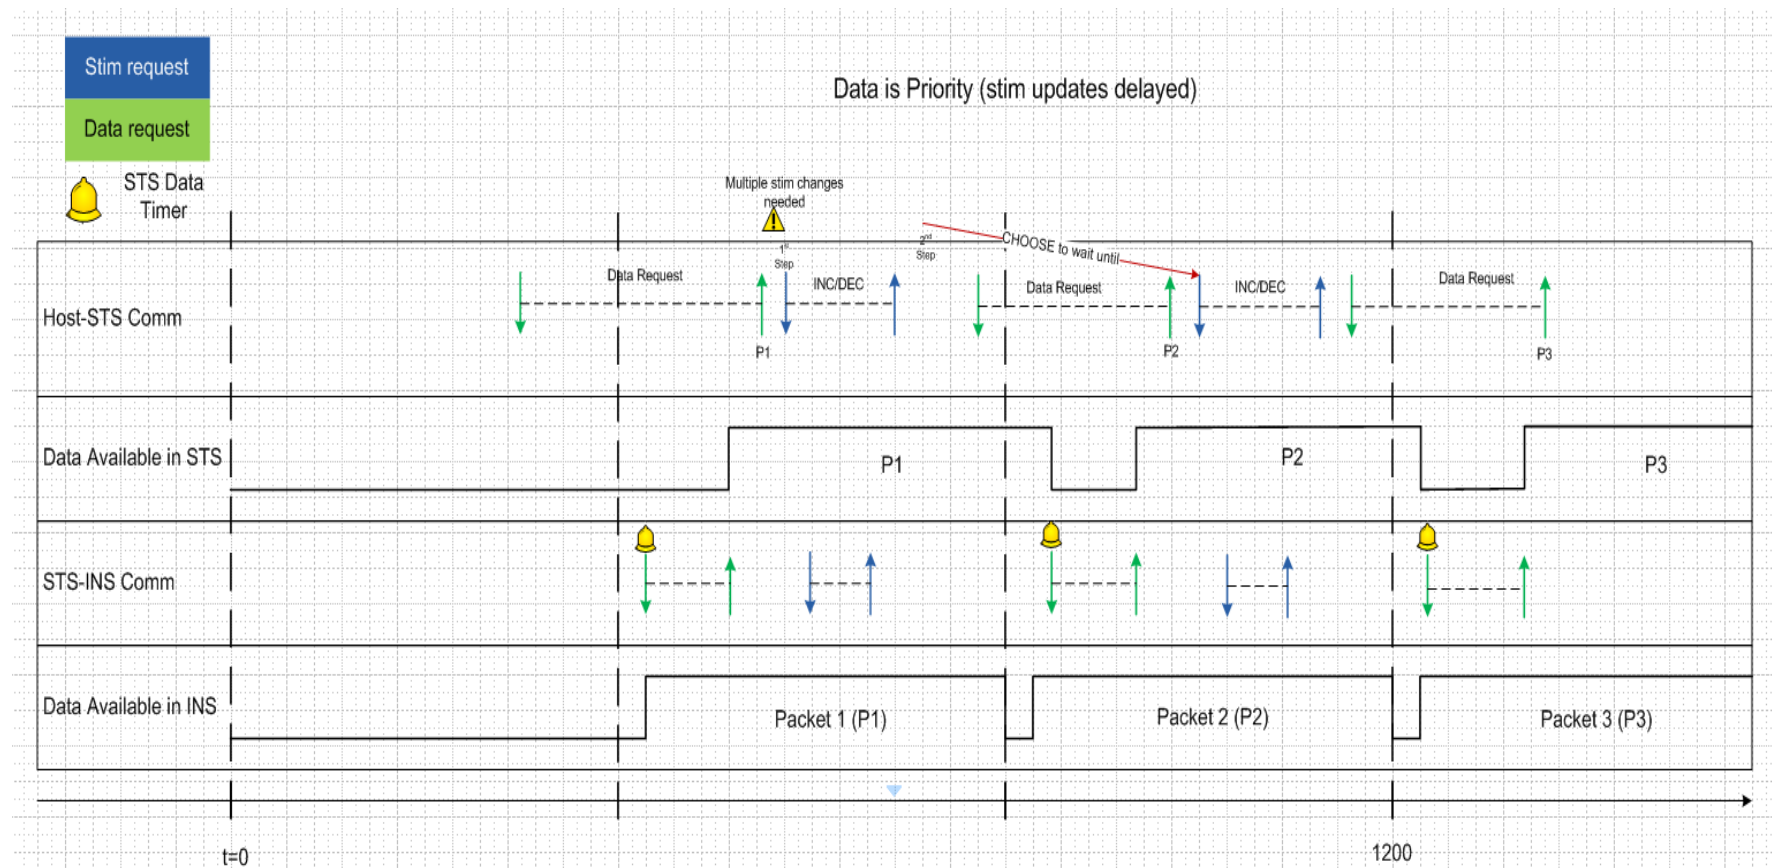 Stim request
Data is Priority (stim updates delayed)
Data request
STS Data
Timer
Multiple stim changes
needed
1st
Step
2nd
Step
CHOOSE to wait until
Data Request
INC/DEC
Data Request
INC/DEC
Data Request
Host-STS Comm
P1
P2
P3
Data Available in STS
P1
P2
P3
STS-INS Comm
Data Available in INS
Packet 1 (P1)
Packet 2 (P2)
Packet 3 (P3)
t=0
1200